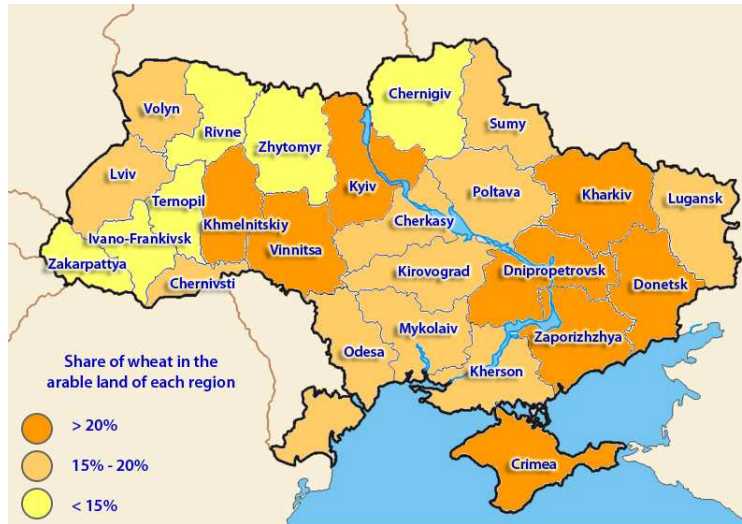 Chernigiv
Volyn
Sumy
Rivne
Zhytomyr
Lviv
Kyiv
Poltava
Kharkiv
Lugansk
Ternopil
Khmelnitskiy
Cherkasy
Ivano-Frankivsk
Vinnitsa
Zakarpattya
Kirovograd
Dnipropetrovsk
Donetsk
Chernivsti
Mykolaiv
Zaporizhzhya
Odesa
Kherson
Crimea
Share of wheat in the
arable land of each region
> 20%
15% - 20%
< 15%